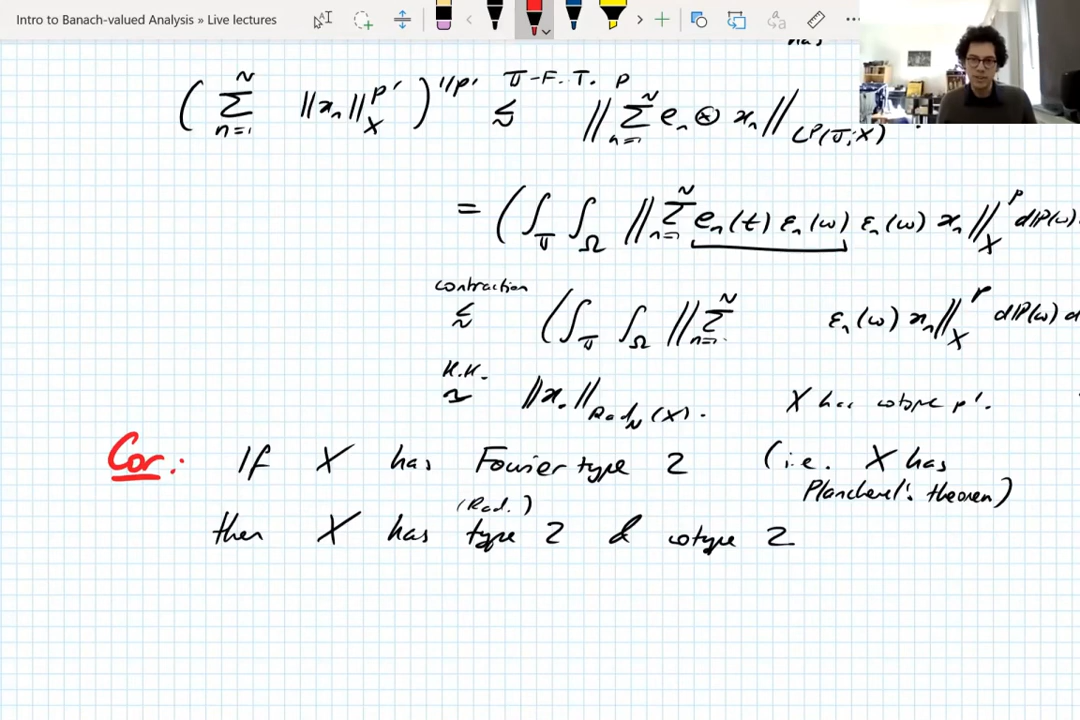 Intro to Banach-valued Analysis » Live lectures
has
( Σ_{n=1}^N ‖x_n‖_X^{p'} )^{1/p'} ≲ ‖ Σ_{n=1}^N e_n ⊗ x_n ‖_{L^p(𝕋;X)}
𝕋-F.T. p
= ( ∫_𝕋 ∫_Ω ‖ Σ_{n=1}^N e_n(t) ε_n(ω) ε_n(ω) x_n ‖_X^p dℙ(ω)
contraction
≲ ( ∫_𝕋 ∫_Ω ‖ Σ_{n=1}^N ε_n(ω) x_n ‖_X^p dℙ(ω) d
K.K.
≃ ‖x.‖_{Rad_N(X)}. X has cotype p'.
Cor: If X has Fourier type 2 (i.e. X has
Plancherel's theorem)
(Rad.)
then X has type 2 & cotype 2